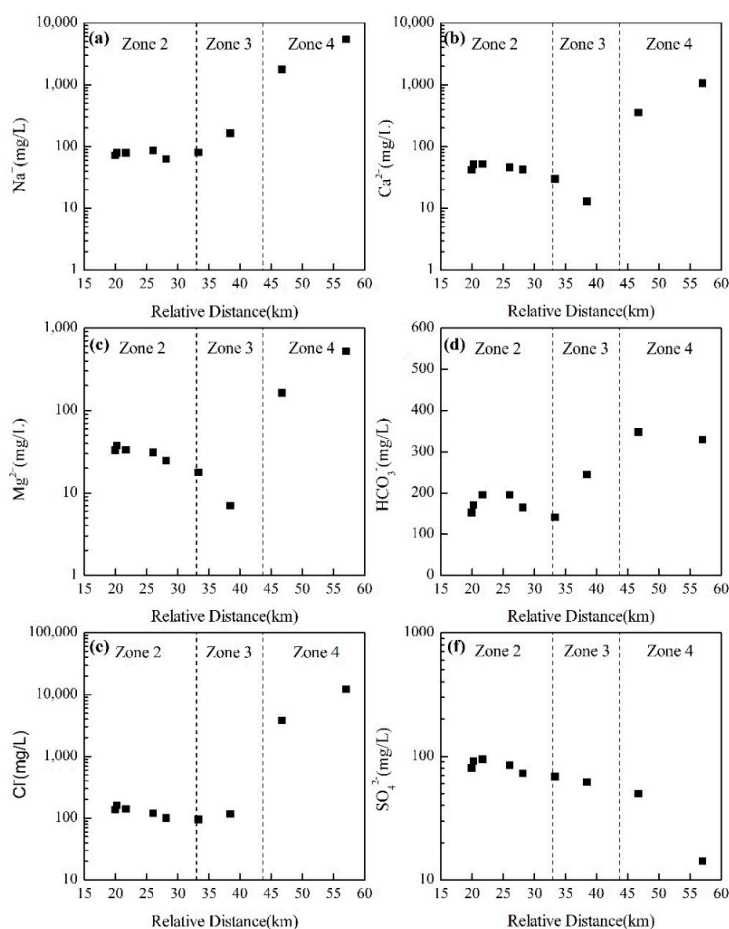 (a)
Zone 2
Zone 3
Zone 4
10,000
1,000
100
10
1
Na⁻(mg/L)
15 20 25 30 35 40 45 50 55 60
Relative Distance(km)
(b)
Zone 2
Zone 3
Zone 4
10,000
1,000
100
10
1
Ca²⁻(mg/L)
15 20 25 30 35 40 45 50 55 60
Relative Distance(km)
(c)
Zone 2
Zone 3
Zone 4
1,000
100
10
1
Mg²⁻(mg/L)
15 20 25 30 35 40 45 50 55 60
Relative Distance(km)
(d)
Zone 2
Zone 3
Zone 4
600
500
400
300
200
100
0
HCO₃⁻(mg/L)
15 20 25 30 35 40 45 50 55 60
Relative Distance(km)
(e)
Zone 2
Zone 3
Zone 4
100,000
10,000
1,000
100
10
Cl⁻(mg/L)
15 20 25 30 35 40 45 50 55 60
Relative Distance(km)
(f)
Zone 2
Zone 3
Zone 4
1000
100
10
SO₄²⁻(mg/L)
15 20 25 30 35 40 45 50 55 60
Relative Distance(km)